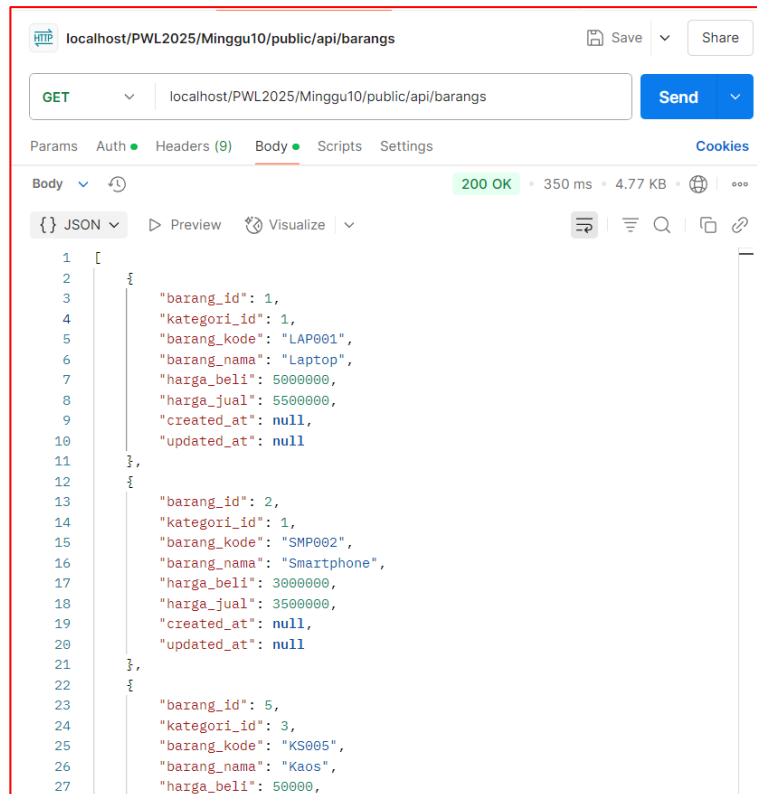 HTTP localhost/PWL2025/Minggu10/public/api/barangs Save Share
GET localhost/PWL2025/Minggu10/public/api/barangs Send
Params Auth Headers (9) Body Scripts Settings Cookies
Body 200 OK 350 ms 4.77 KB
{} JSON Preview Visualize
1 [
2 {
3 "barang_id": 1,
4 "kategori_id": 1,
5 "barang_kode": "LAP001",
6 "barang_nama": "Laptop",
7 "harga_beli": 5000000,
8 "harga_jual": 5500000,
9 "created_at": null,
10 "updated_at": null
11 },
12 {
13 "barang_id": 2,
14 "kategori_id": 1,
15 "barang_kode": "SMP002",
16 "barang_nama": "Smartphone",
17 "harga_beli": 3000000,
18 "harga_jual": 3500000,
19 "created_at": null,
20 "updated_at": null
21 },
22 {
23 "barang_id": 5,
24 "kategori_id": 3,
25 "barang_kode": "KS005",
26 "barang_nama": "Kaos",
27 "harga_beli": 50000,